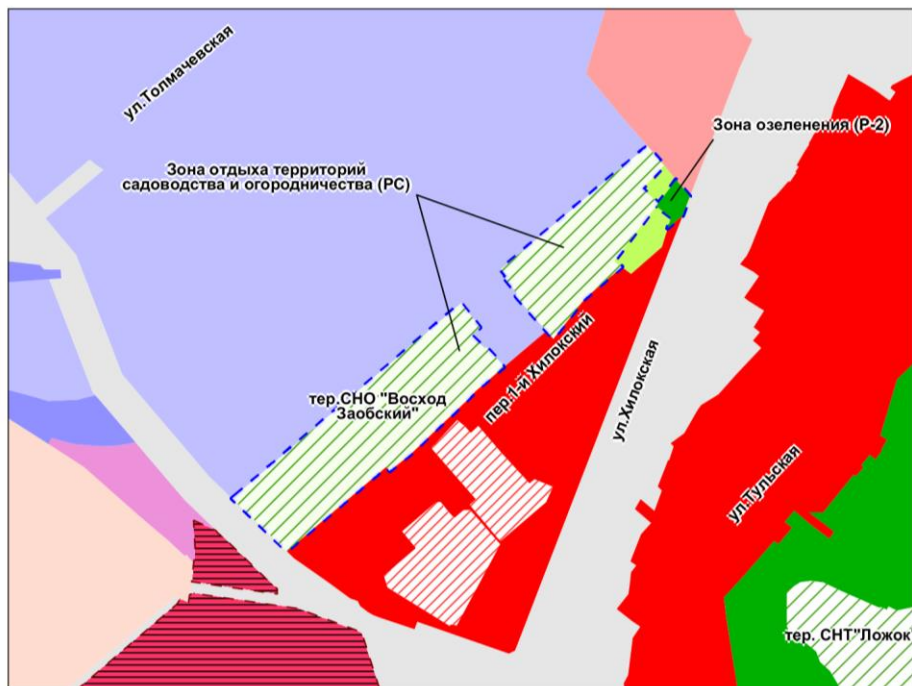 ул.Толмачевская
Зона озеленения (Р-2)
Зона отдыха территорий
садоводства и огородничества (РС)
пер.1-й Хилокский
ул.Хилокская
тер.СНО "Восход
Заобский"
ул.Тульская
тер. СНТ"Ложок"